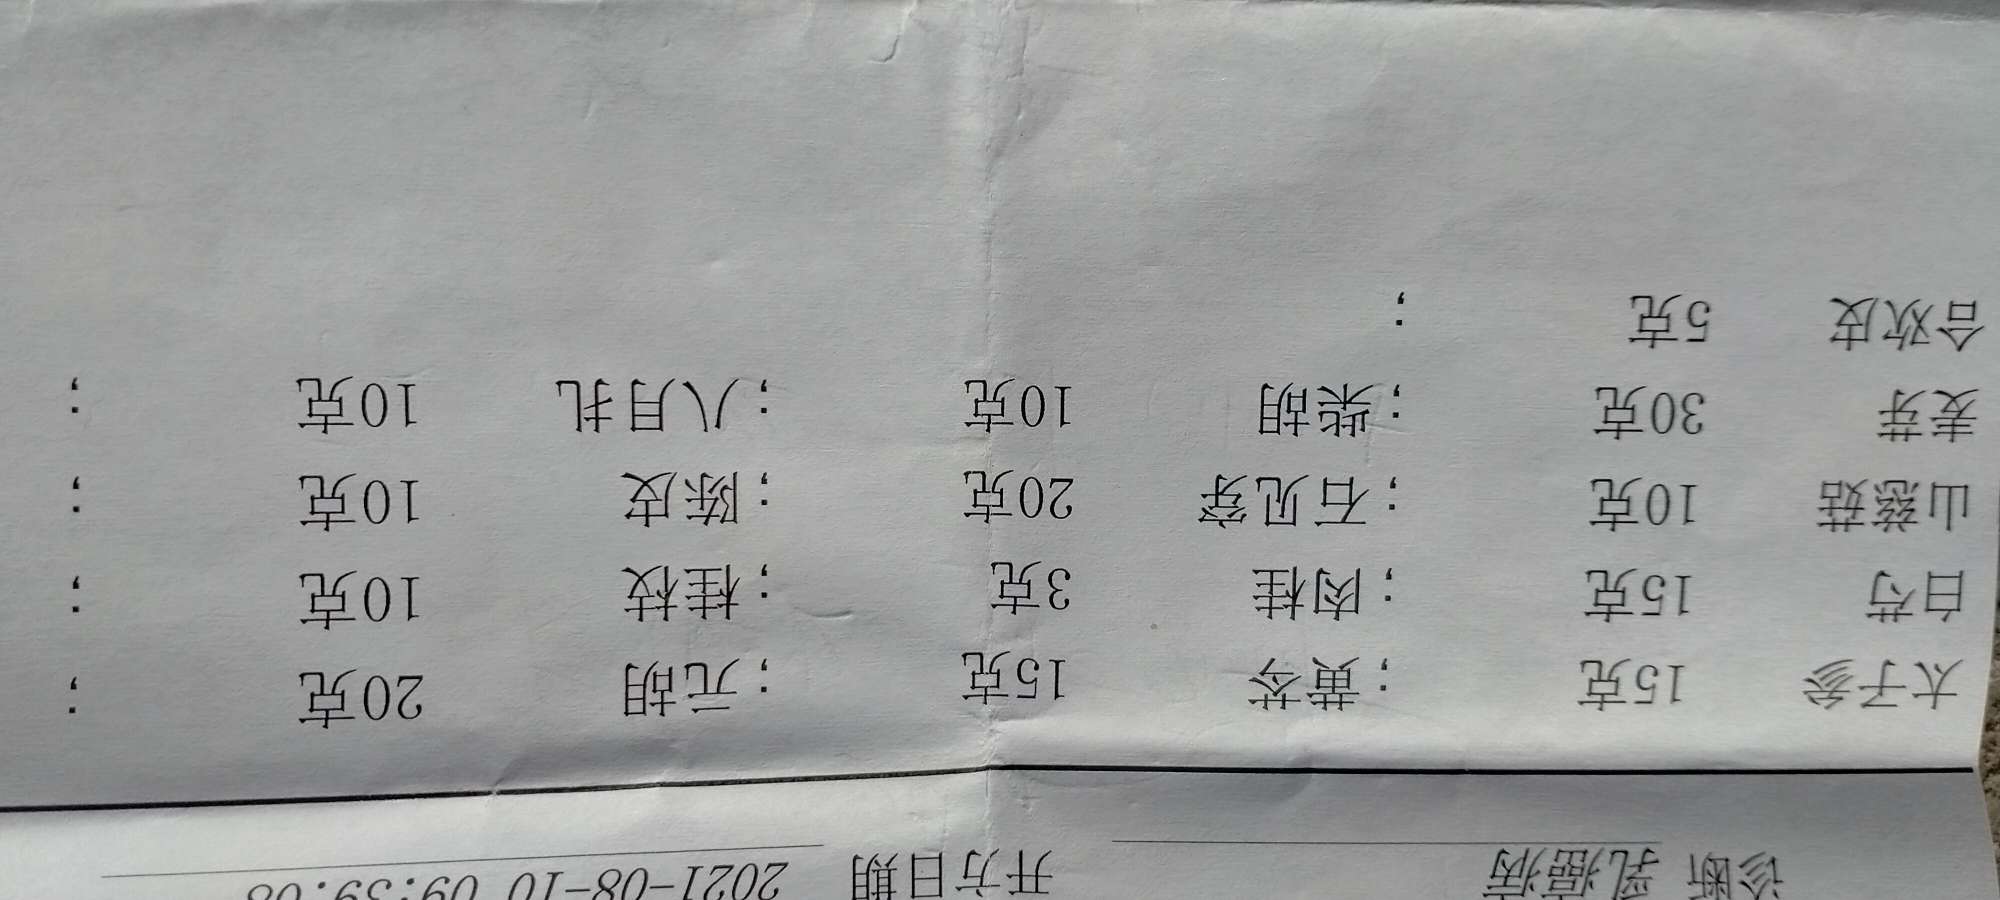 诊断 乳癌病 开方日期 2021-08-10 09:39:08
太子参 15克 ; 黄芩 15克 ; 元胡 20克 ;
白芍 15克 ; 肉桂 3克 ; 桂枝 10克 ;
山慈菇 10克 ; 石见穿 20克 ; 陈皮 10克 ;
麦芽 30克 ; 柴胡 10克 ; 八月扎 10克 ;
合欢皮 5克 ;